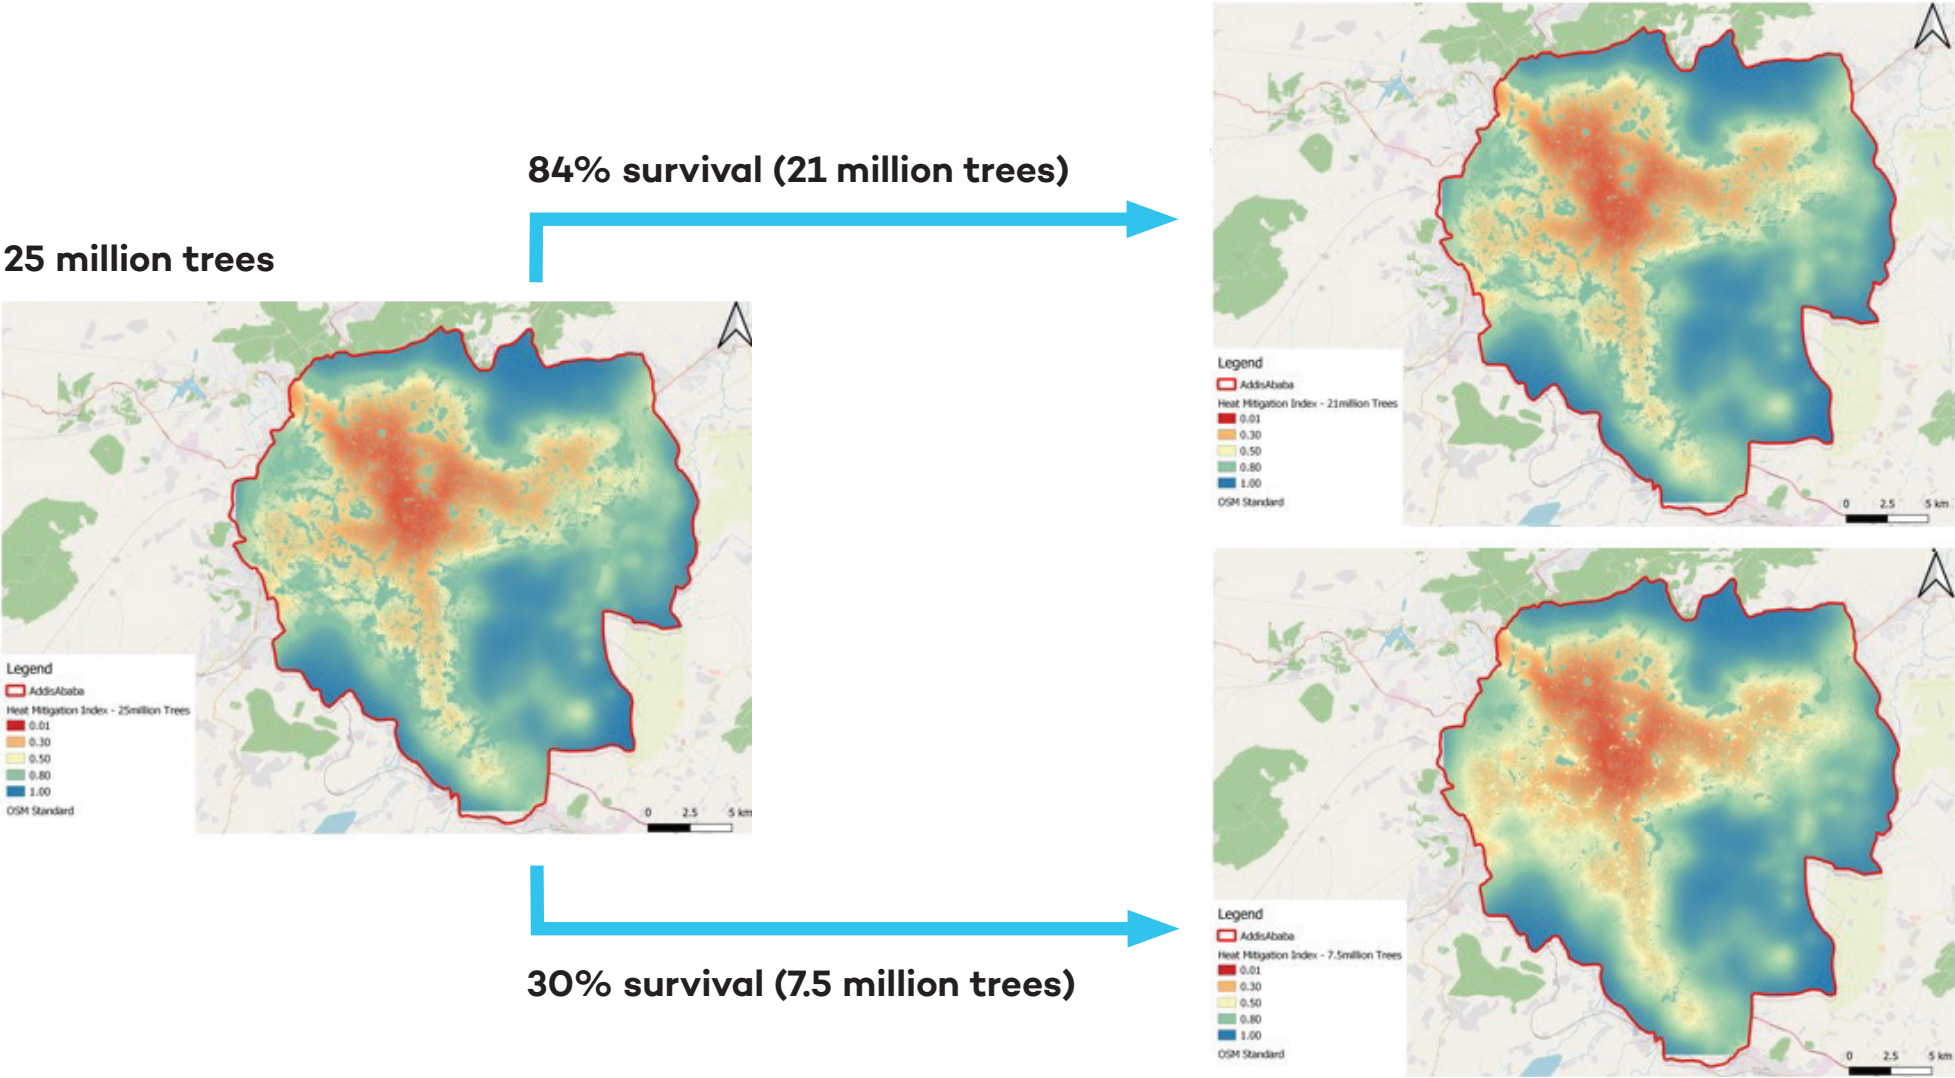 84% survival (21 million trees)
25 million trees
Legend
AddisAbaba
Heat Mitigation Index - 25million Trees
0.01
0.30
0.50
0.80
1.00
OSM Standard
0 2.5 5 km
Legend
AddisAbaba
Heat Mitigation Index - 21million Trees
0.01
0.30
0.50
0.80
1.00
OSM Standard
0 2.5 5 km
30% survival (7.5 million trees)
Legend
AddisAbaba
Heat Mitigation Index - 7.5million Trees
0.01
0.30
0.50
0.80
1.00
OSM Standard
0 2.5 5 km